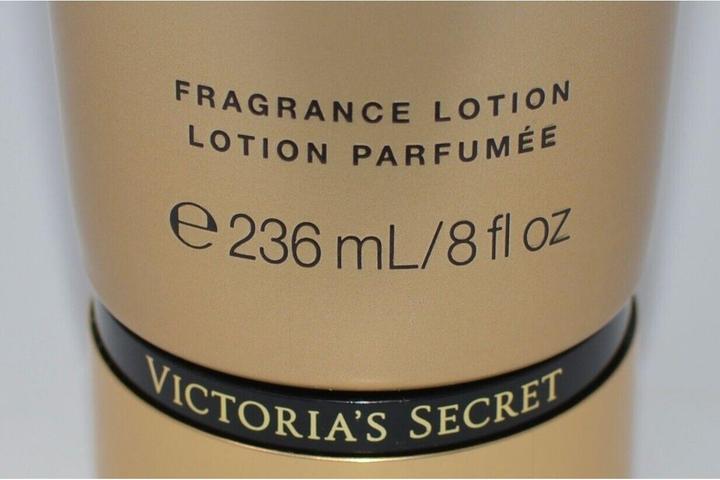 FRAGRANCE LOTION
LOTION PARFUMÉE
℮ 236 mL/8 fl oz
VICTORIA'S SECRET